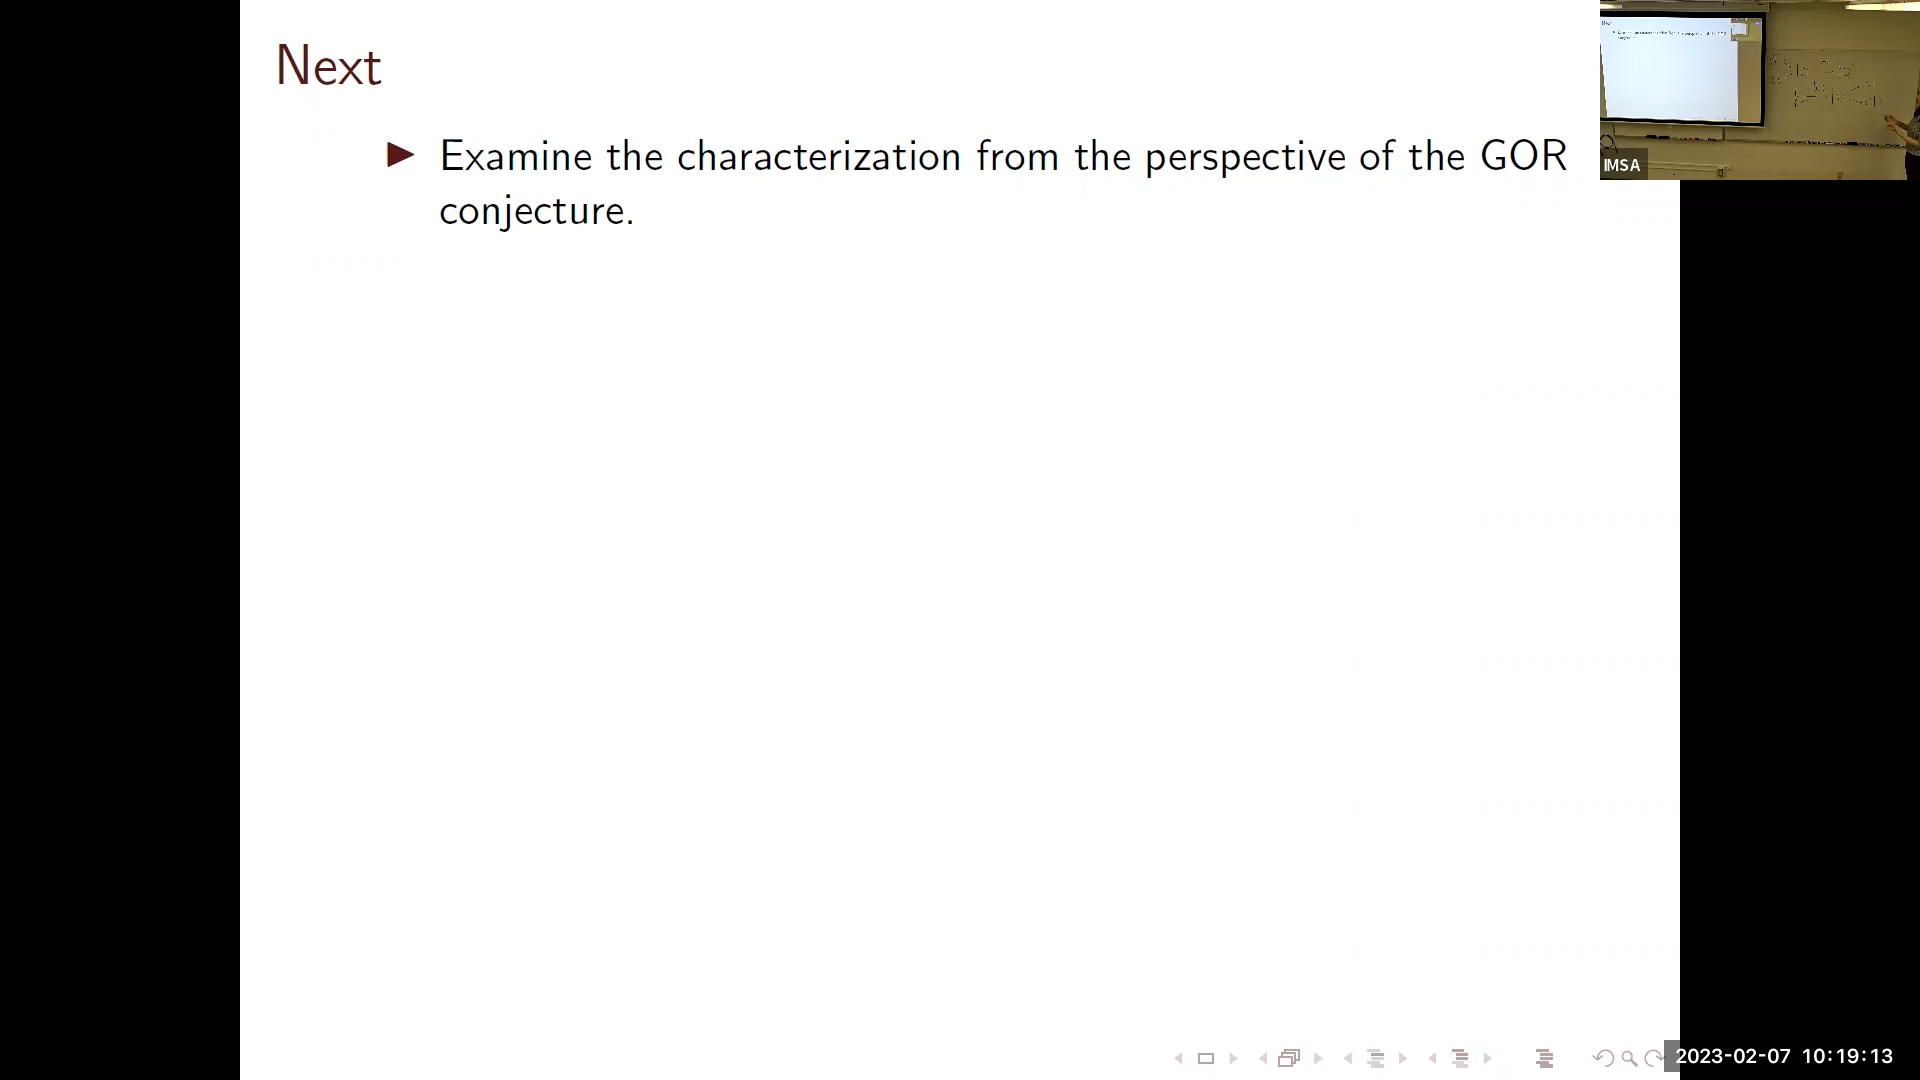 Next
Examine the characterization from the perspective of the GOR
conjecture.
IMSA
2023-02-07 10:19:13